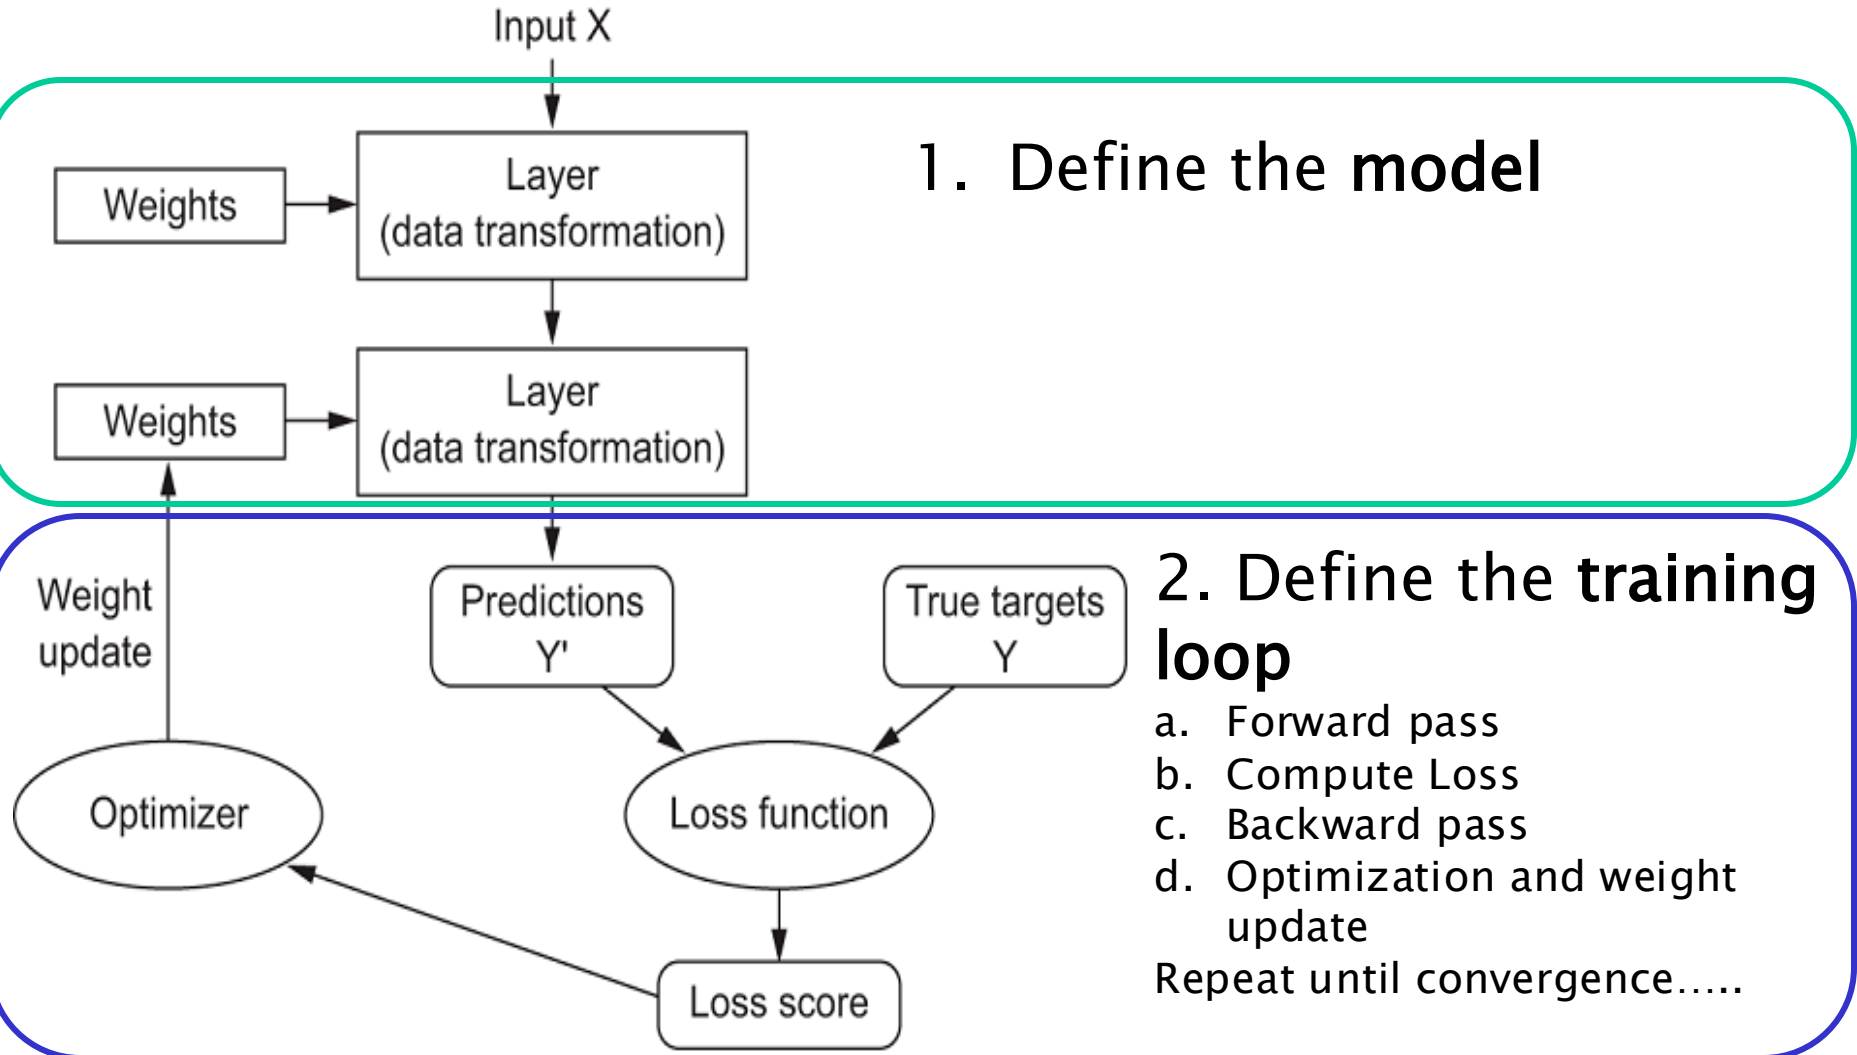 Input X
Weights
Layer
(data transformation)
1. Define the model
Weights
Layer
(data transformation)
Weight
update
Predictions
Y'
True targets
Y
2. Define the training
loop
a. Forward pass
b. Compute Loss
c. Backward pass
d. Optimization and weight
update
Repeat until convergence…..
Optimizer
Loss function
Loss score